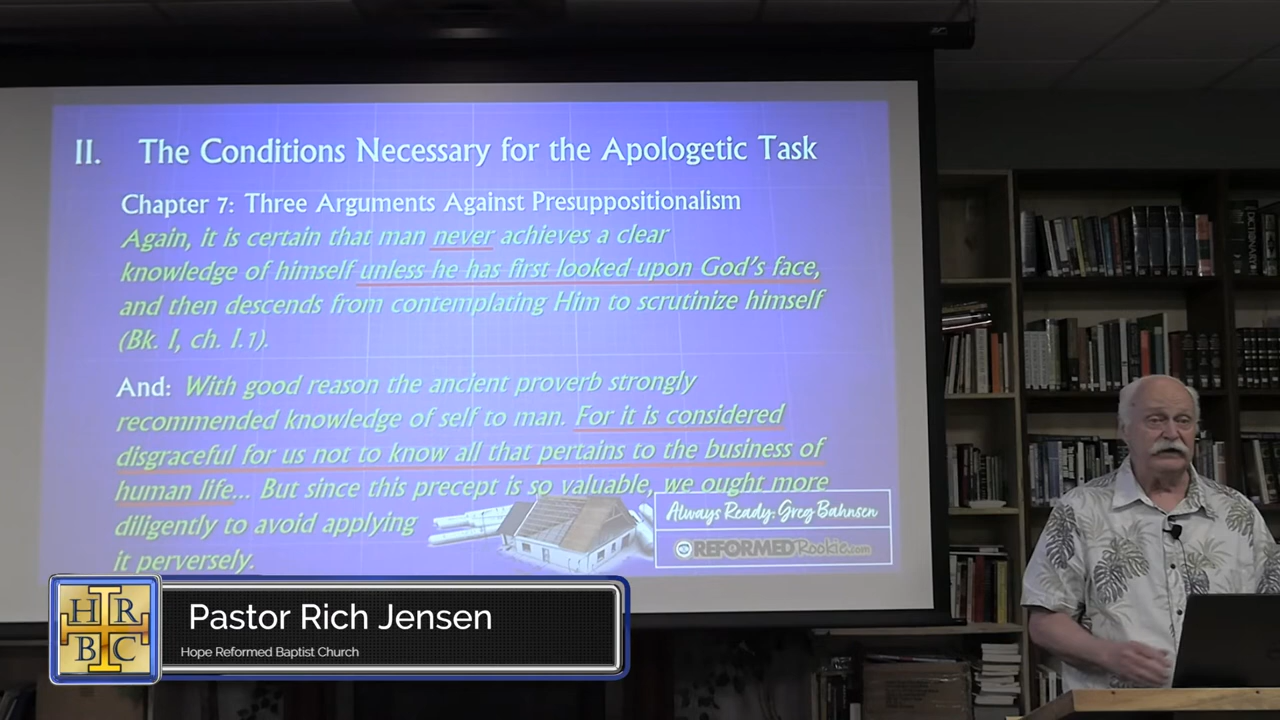 II. The Conditions Necessary for the Apologetic Task
Chapter 7: Three Arguments Against Presuppositionalism
Again, it is certain that man never achieves a clear
knowledge of himself unless he has first looked upon God's face,
and then descends from contemplating Him to scrutinize himself
(Bk. I, ch. I.1).
And: With good reason the ancient proverb strongly
recommended knowledge of self to man. For it is considered
disgraceful for us not to know all that pertains to the business of
human life... But since this precept is so valuable, we ought more
diligently to avoid applying
it perversely.
Always Ready: Greg Bahnsen
REFORMEDRookie.com
DICTIONARY
HR
BC
Pastor Rich Jensen
Hope Reformed Baptist Church